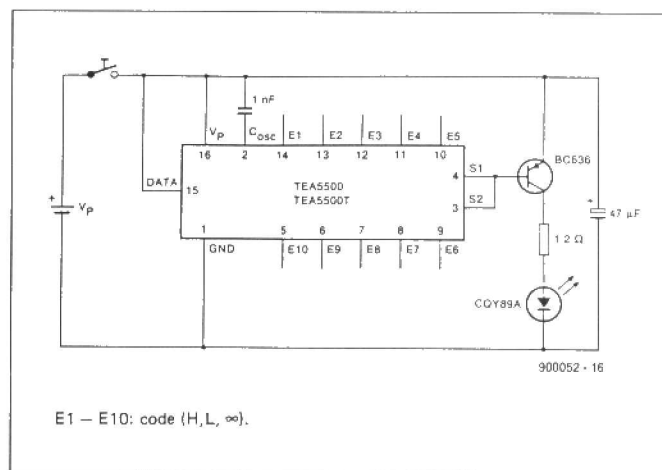 1 nF
Vp
Cosc
E1
E2
E3
E4
E5
16
2
14
13
12
11
10
DATA
15
TEA5500
TEA5500T
4
S1
3
S2
BC636
+
Vp
1
GND
5
6
7
8
9
E10
E9
E8
E7
E6
+
47 µF
1.2 Ω
CQY89A
900052 - 16
E1 – E10: code (H, L, ∞).